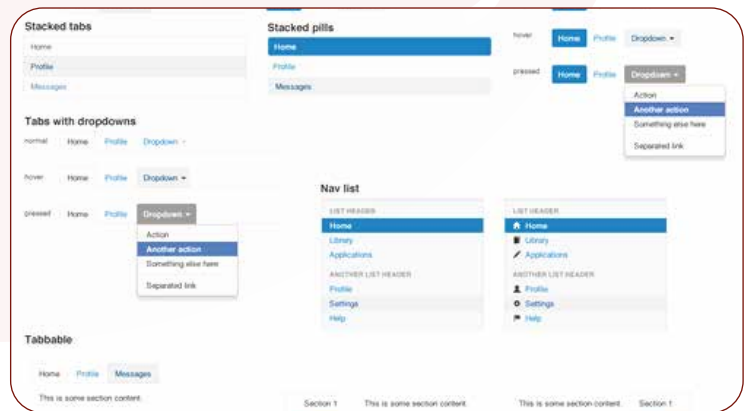 Stacked tabs
Home
Profile
Messages
Stacked pills
Home
Profile
Messages
hover Home Profile Dropdown
pressed Home Profile Dropdown
Action
Another action
Something else here
Separated link
Tabs with dropdowns
normal Home Profile Dropdown
hover Home Profile Dropdown
pressed Home Profile Dropdown
Action
Another action
Something else here
Separated link
Nav list
LIST HEADER
Home
Library
Applications
ANOTHER LIST HEADER
Profile
Settings
Help
LIST HEADER
Home
Library
Applications
ANOTHER LIST HEADER
Profile
Settings
Help
Tabbable
Home Profile Messages
This is some section content.
Section 1 This is some section content.
This is some section content. Section 1